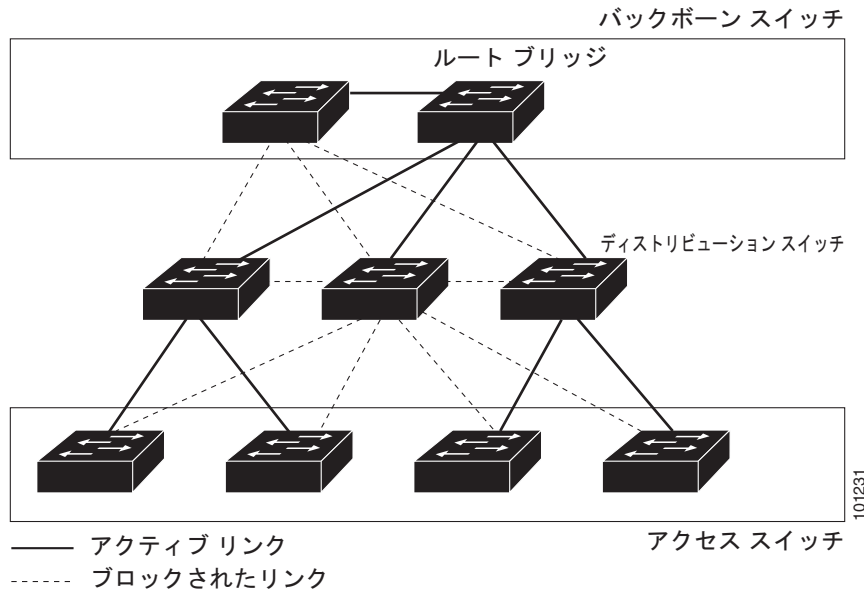 バックボーン スイッチ
ルート ブリッジ
ディストリビューション スイッチ
101231
アクセス スイッチ
アクティブ リンク
ブロックされたリンク